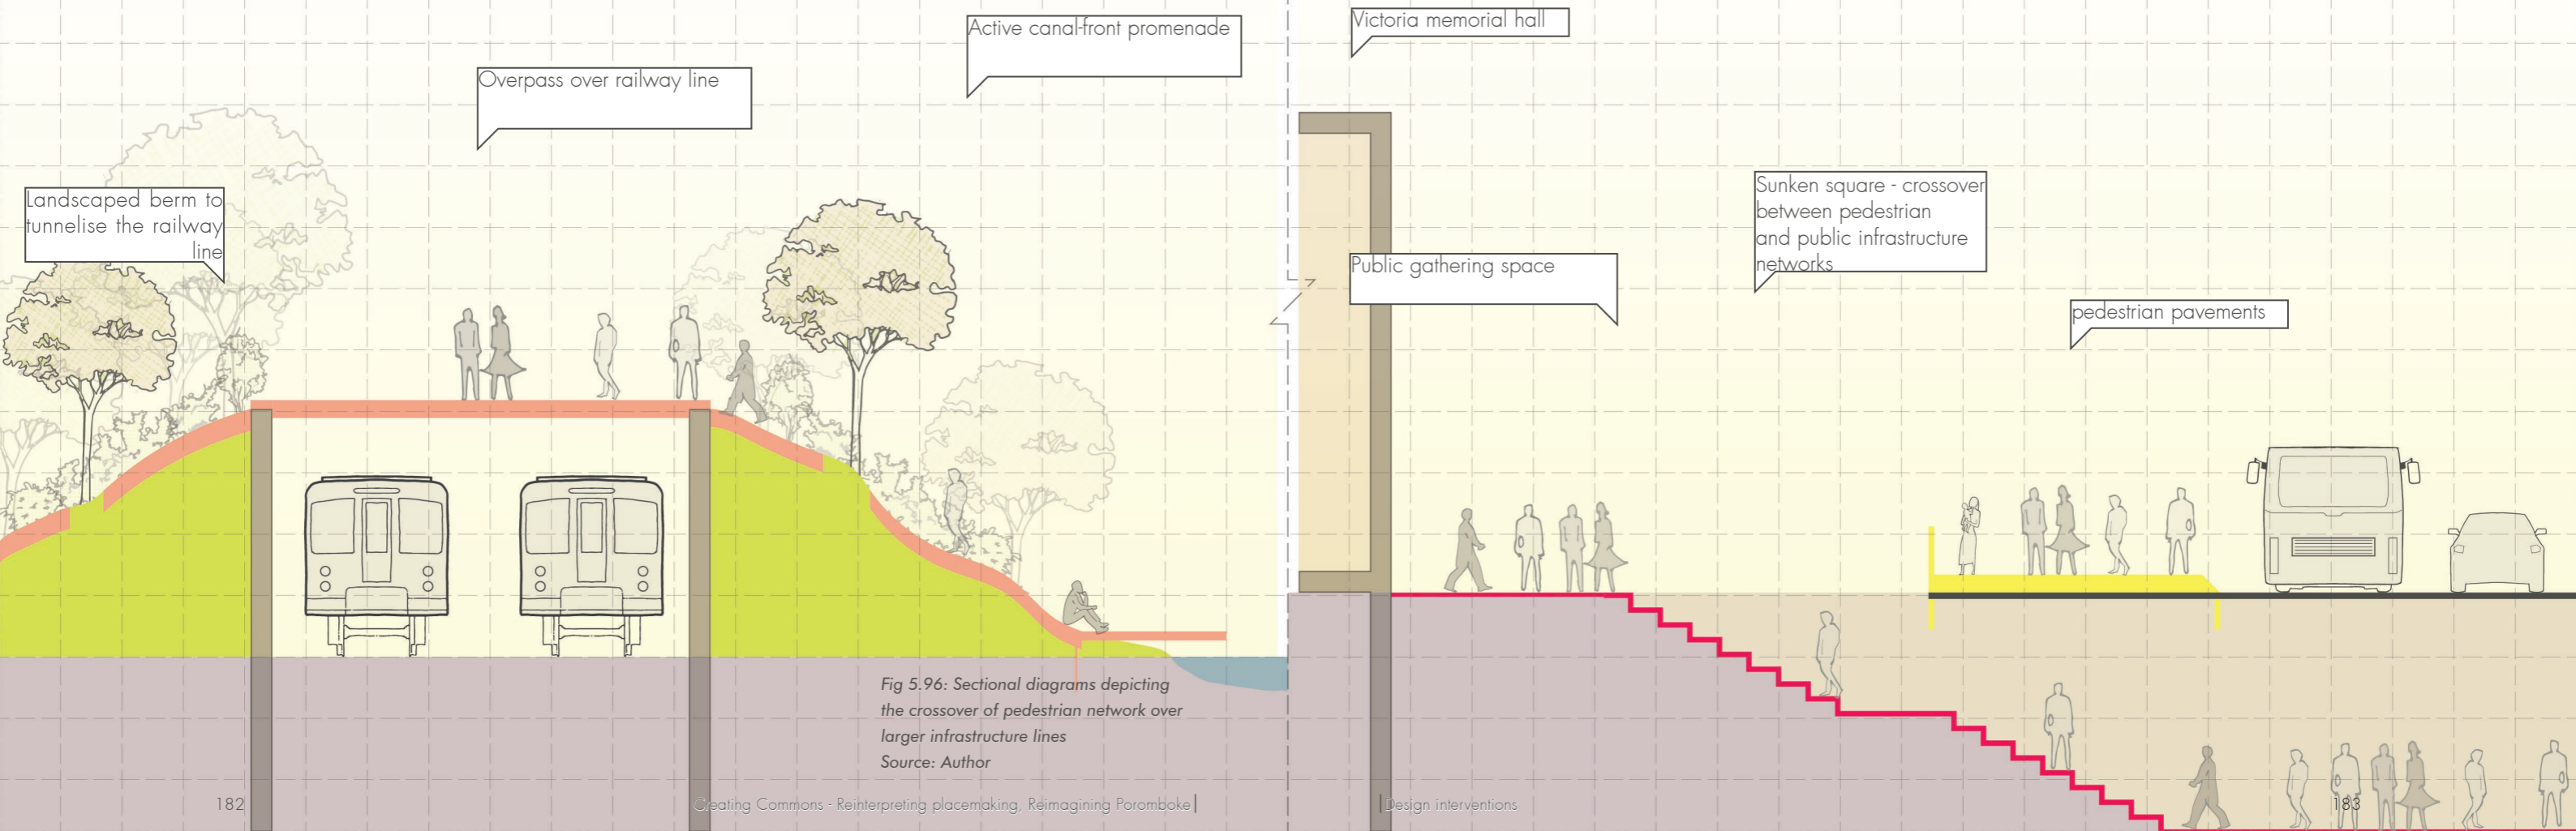 Landscaped berm to
tunnelise the railway
line
Overpass over railway line
Active canal-front promenade
Fig 5.96: Sectional diagrams depicting
the crossover of pedestrian network over
larger infrastructure lines
Source: Author
182
Creating Commons - Reinterpreting placemaking, Reimagining Poromboke
Victoria memorial hall
Public gathering space
Sunken square - crossover
between pedestrian
and public infrastructure
networks
pedestrian pavements
Design interventions
183